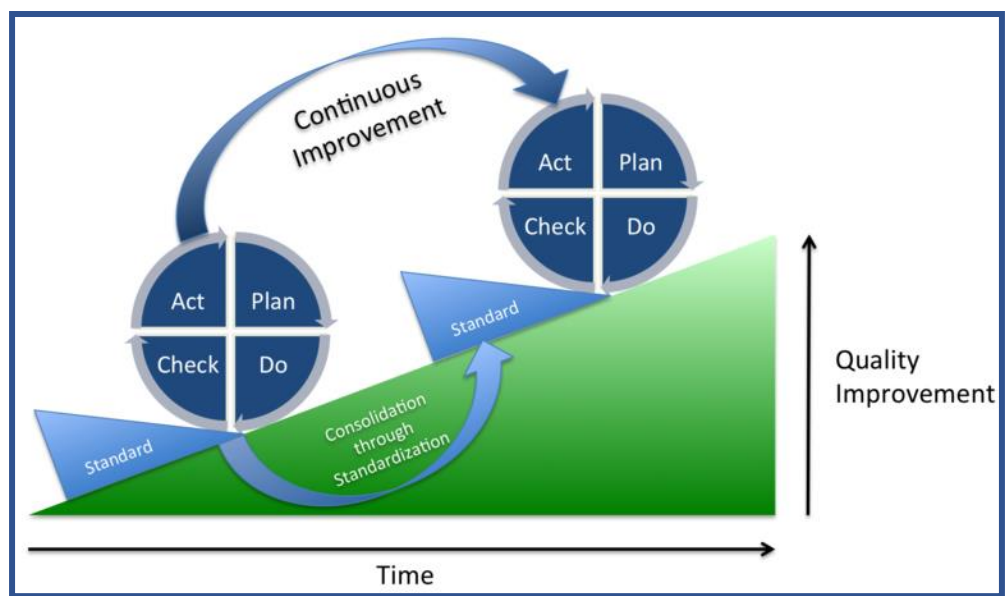 Continuous
Improvement
Act
Plan
Check
Do
Act
Plan
Check
Do
Standard
Standard
Consolidation
through
Standardization
Quality
Improvement
Time